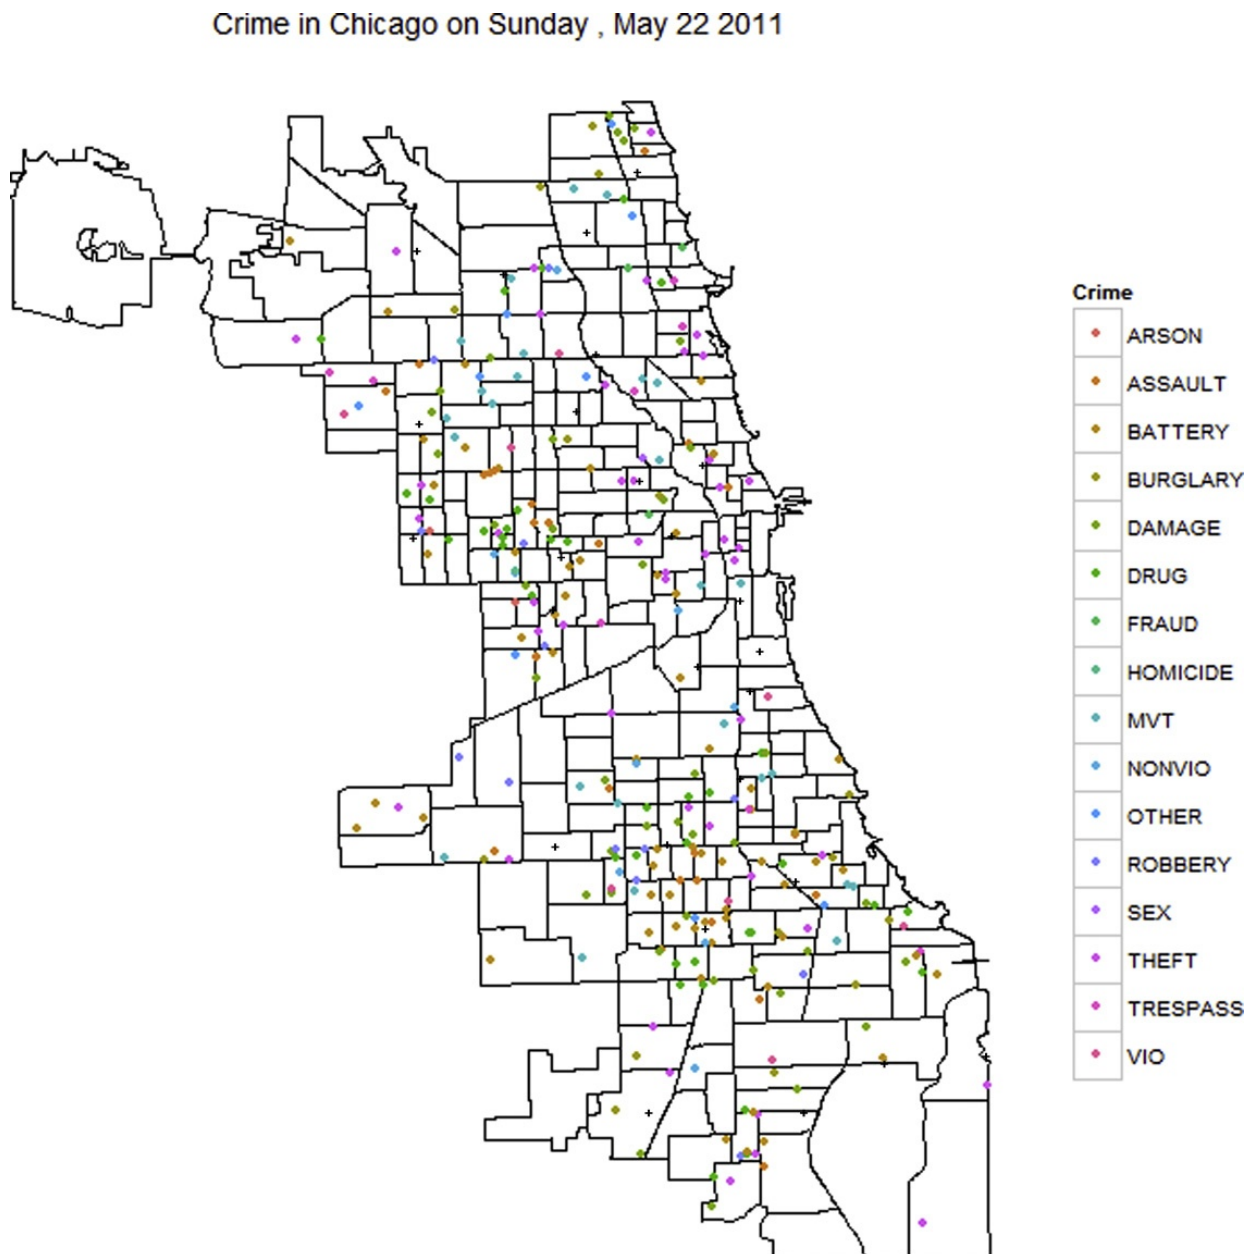 Crime in Chicago on Sunday , May 22 2011
Crime
ARSON
ASSAULT
BATTERY
BURGLARY
DAMAGE
DRUG
FRAUD
HOMICIDE
MVT
NONVIO
OTHER
ROBBERY
SEX
THEFT
TRESPASS
VIO